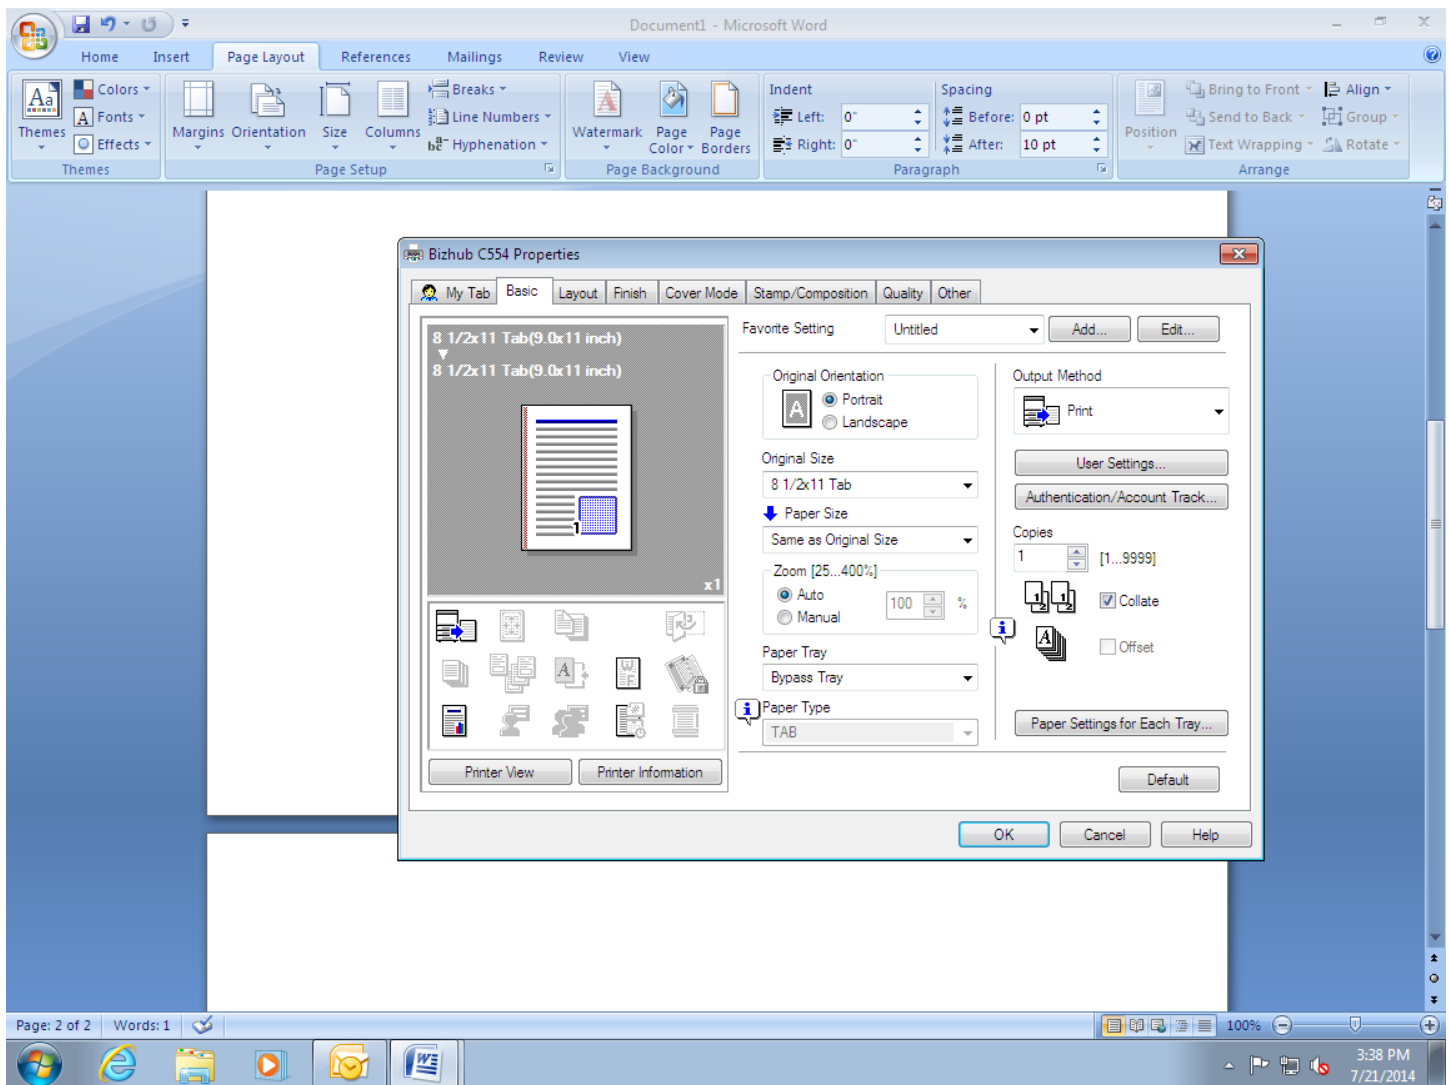 Document1 - Microsoft Word
Home Insert Page Layout References Mailings Review View
Themes
Colors
Fonts
Effects
Themes
Margins Orientation Size Columns
Breaks
Line Numbers
Hyphenation
Page Setup
Watermark Page Color Page Borders
Page Background
Indent
Left: 0"
Right: 0"
Spacing
Before: 0 pt
After: 10 pt
Paragraph
Position
Bring to Front
Send to Back
Text Wrapping
Align
Group
Rotate
Arrange
Bizhub C554 Properties
My Tab Basic Layout Finish Cover Mode Stamp/Composition Quality Other
8 1/2x11 Tab(9.0x11 inch)
8 1/2x11 Tab(9.0x11 inch)
1
x1
Printer View Printer Information
Favorite Setting Untitled Add... Edit...
Original Orientation
A
Portrait
Landscape
Original Size
8 1/2x11 Tab
Paper Size
Same as Original Size
Zoom [25...400%]
Auto
Manual
100 %
Paper Tray
Bypass Tray
Paper Type
TAB
Output Method
Print
User Settings...
Authentication/Account Track...
Copies
1 [1...9999]
Collate
Offset
Paper Settings for Each Tray...
Default
OK Cancel Help
Page: 2 of 2 Words: 1
100%
3:38 PM
7/21/2014